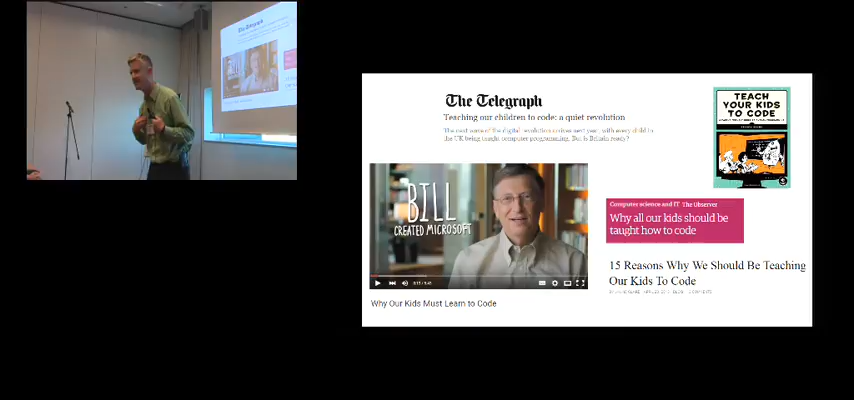 The Telegraph
Teaching our children to code: a quiet revolution
The next wave of the digital revolution comes next year, with every child in
the UK being taught computer programming. But is Britain ready?
TEACH
YOUR KIDS
TO CODE
Computer science and IT The Observer
Why all our kids should be
taught how to code
BILL
CREATED MICROSOFT
15 Reasons Why We Should Be Teaching
Our Kids To Code
Why Our Kids Must Learn to Code